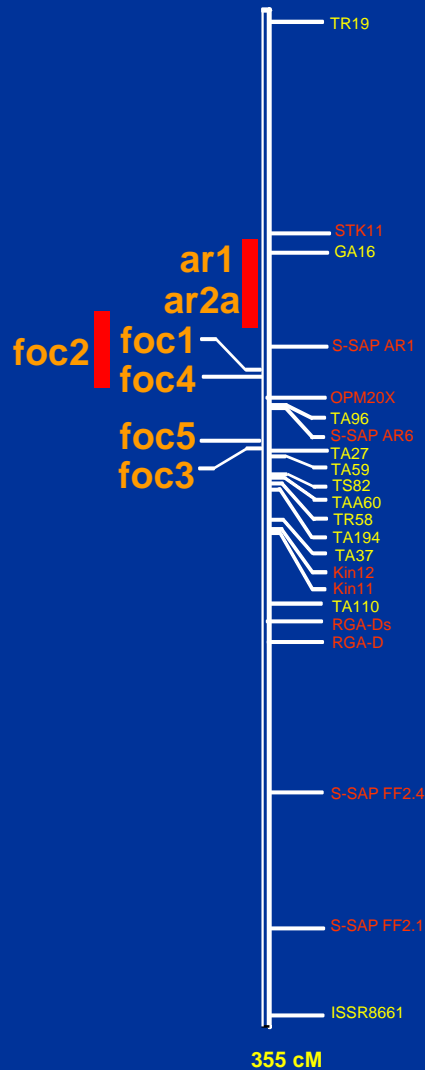 TR19
STK11
GA16
ar1
ar2a
foc2
foc1
foc4
S-SAP AR1
OPM20X
TA96
S-SAP AR6
foc5
foc3
TA27
TA59
TS82
TAA60
TR58
TA194
TA37
Kin12
Kin11
TA110
RGA-Ds
RGA-D
S-SAP FF2.4
S-SAP FF2.1
ISSR8661
355 cM